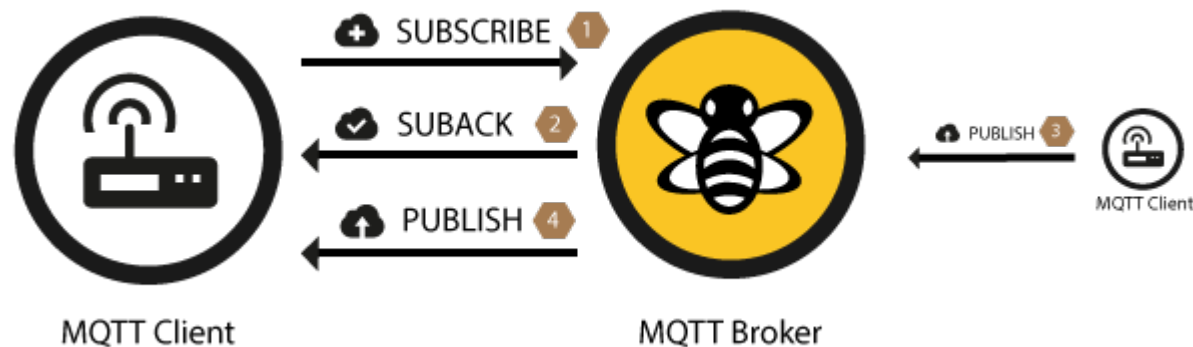 SUBSCRIBE 1
SUBACK 2
PUBLISH 3
PUBLISH 4
MQTT Client
MQTT Client
MQTT Broker